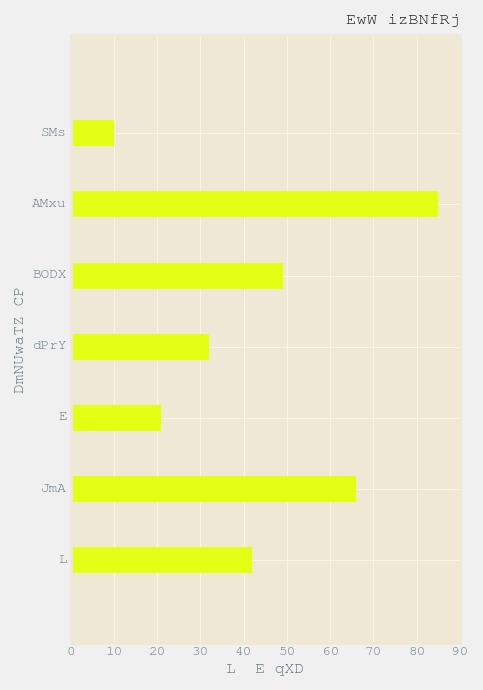 EwW izBNfRj
SMs
AMxu
BODX
dPrY
E
JmA
L
DmNUwaTZ CP
0 10 20 30 40 50 60 70 80 90
L  E qXD